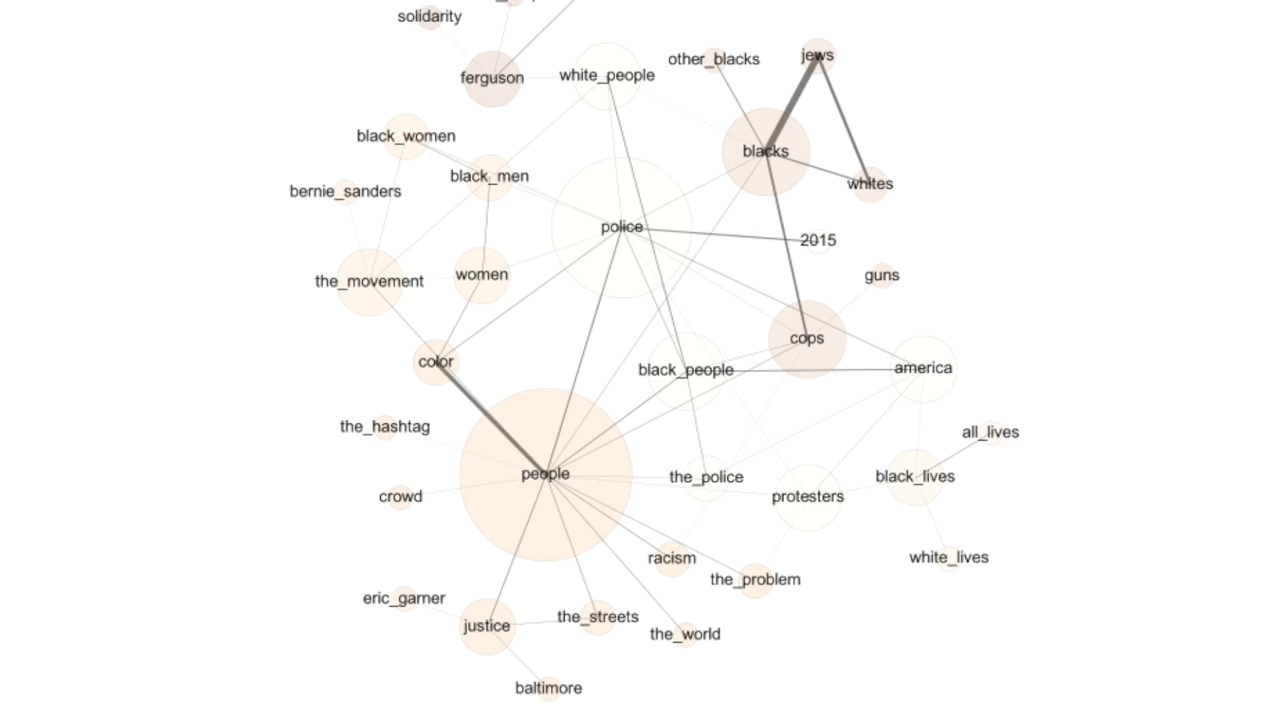 solidarity
ferguson
white_people
other_blacks
jews
black_women
blacks
black_men
bernie_sanders
whites
police
2015
the_movement
women
guns
color
cops
black_people
america
the_hashtag
all_lives
people
the_police
black_lives
crowd
protesters
racism
white_lives
the_problem
eric_garner
justice
the_streets
the_world
baltimore